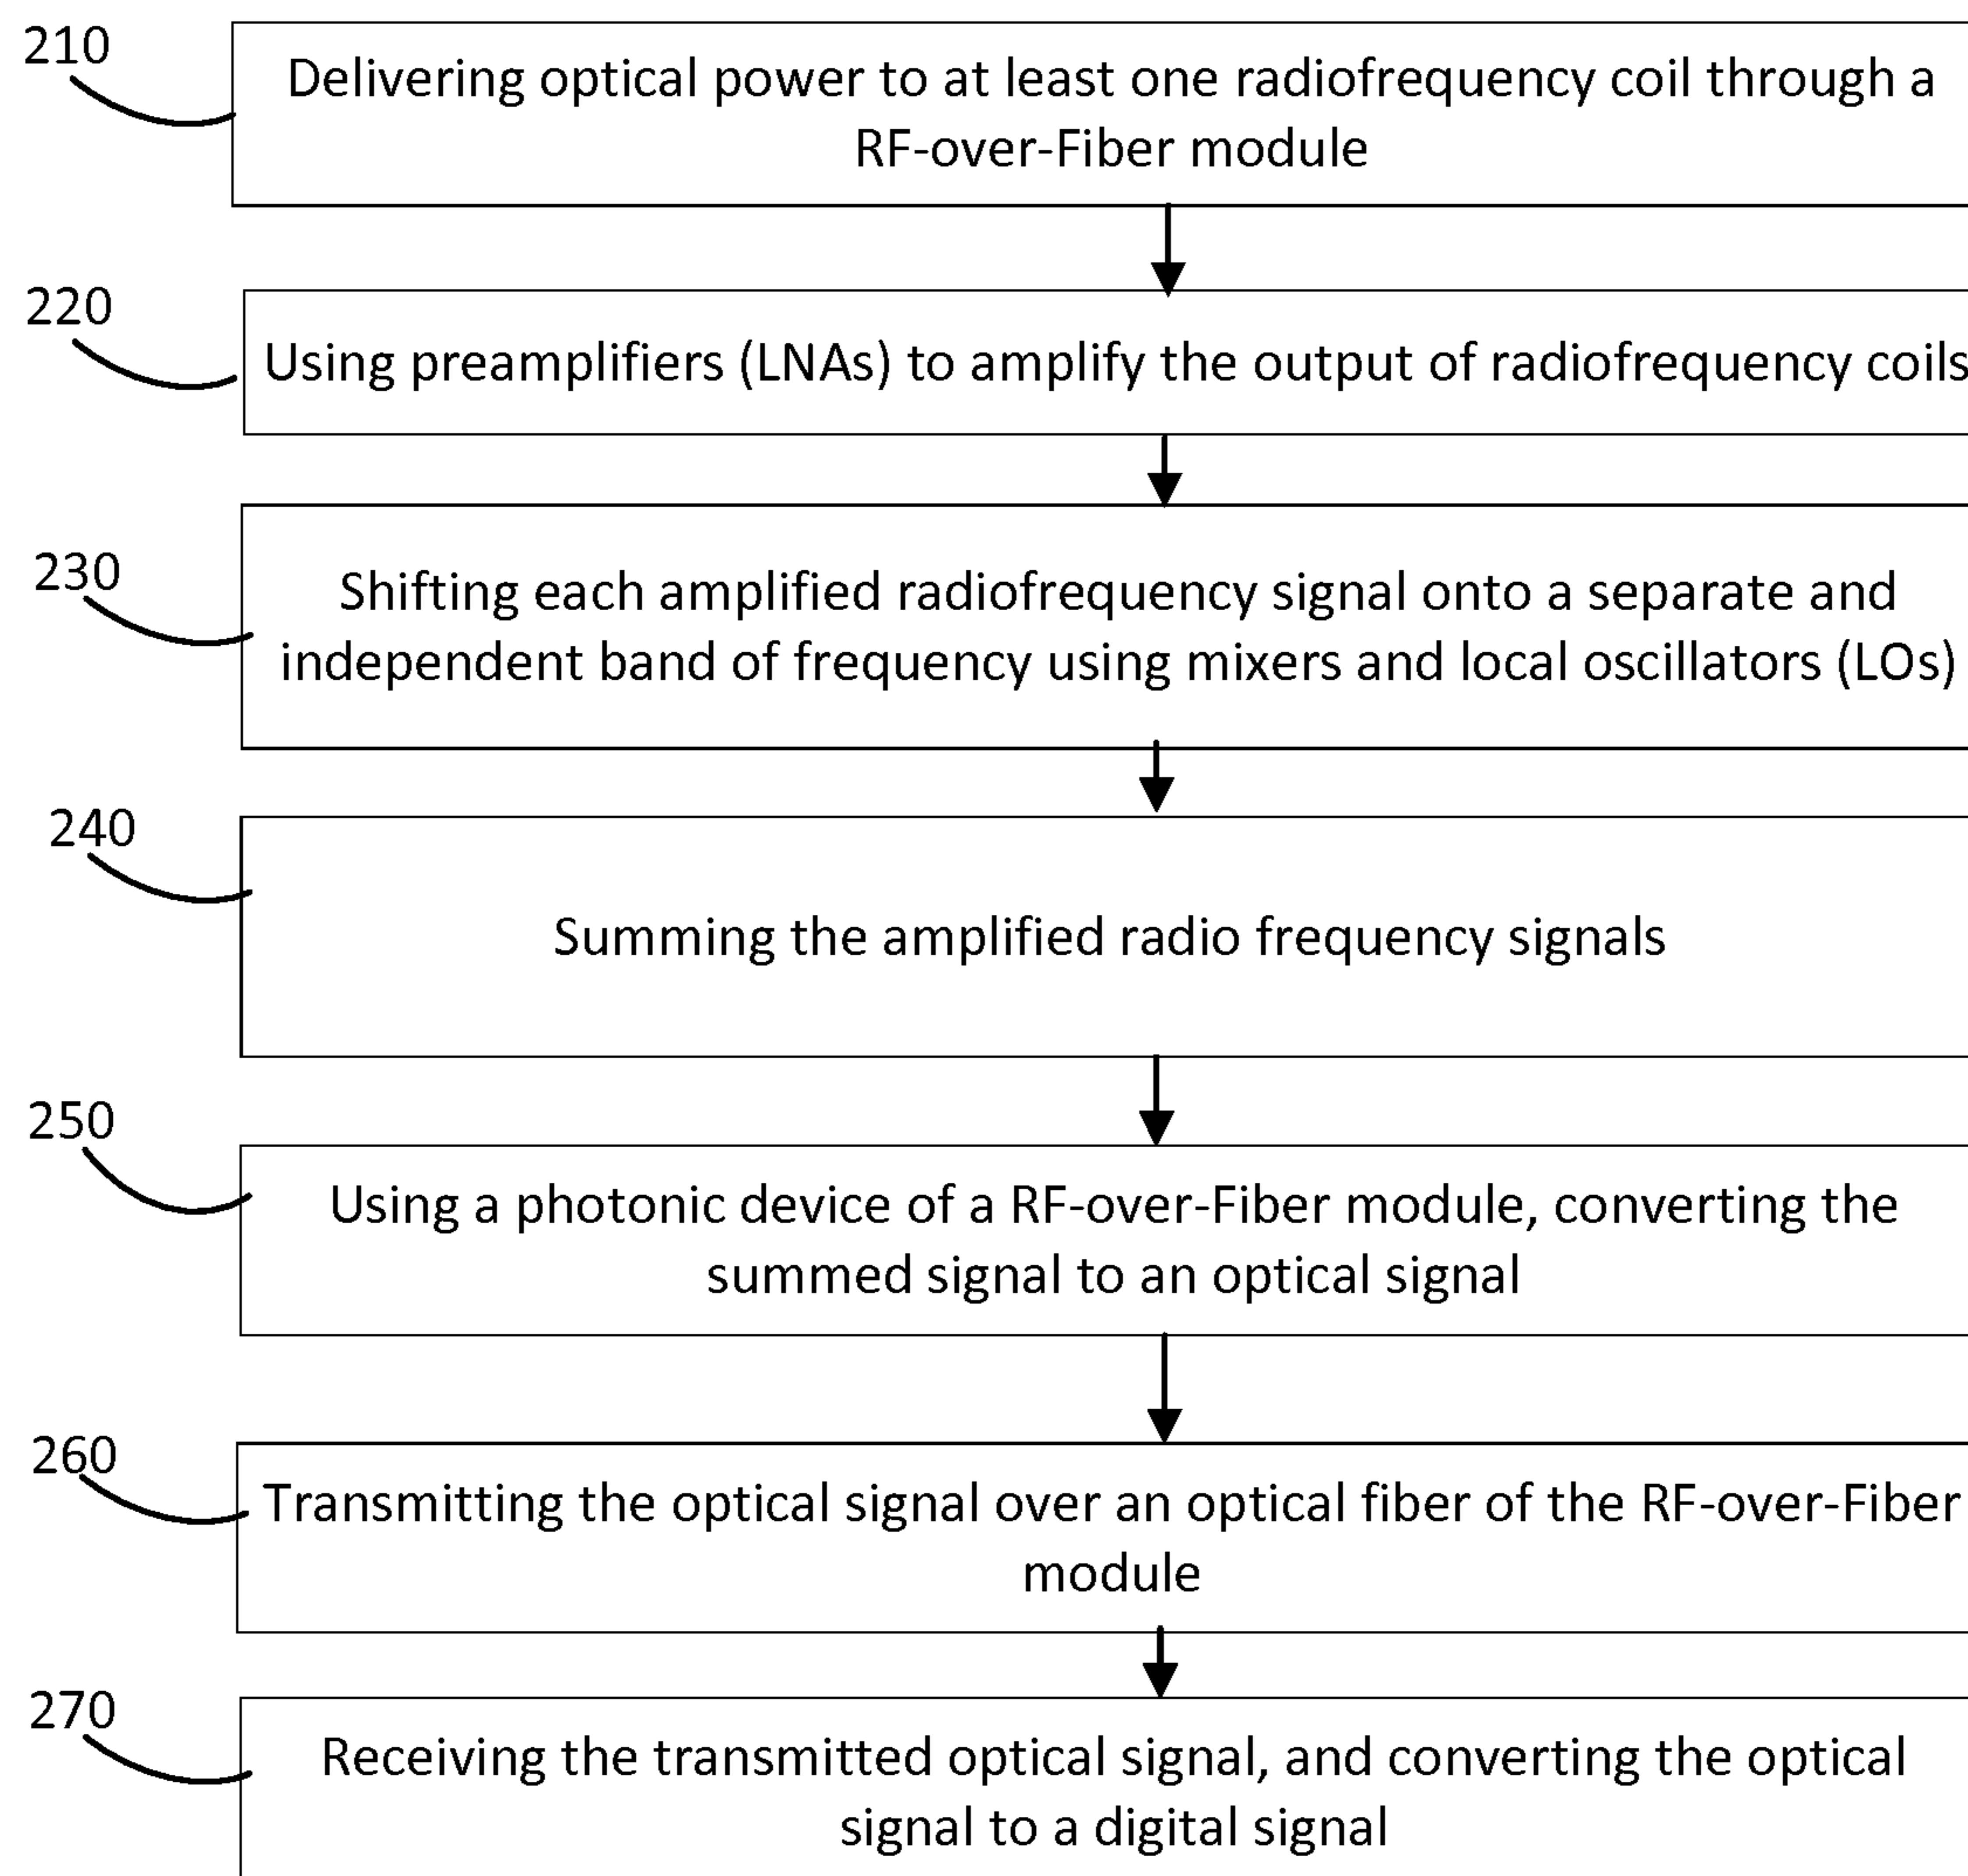 210
Delivering optical power to at least one radiofrequency coil through a
RF-over-Fiber module
220
Using preamplifiers (LNAs) to amplify the output of radiofrequency coils
230
Shifting each amplified radiofrequency signal onto a separate and
independent band of frequency using mixers and local oscillators (LOs)
240
Summing the amplified radio frequency signals
250
Using a photonic device of a RF-over-Fiber module, converting the
summed signal to an optical signal
260
Transmitting the optical signal over an optical fiber of the RF-over-Fiber
module
270
Receiving the transmitted optical signal, and converting the optical
signal to a digital signal